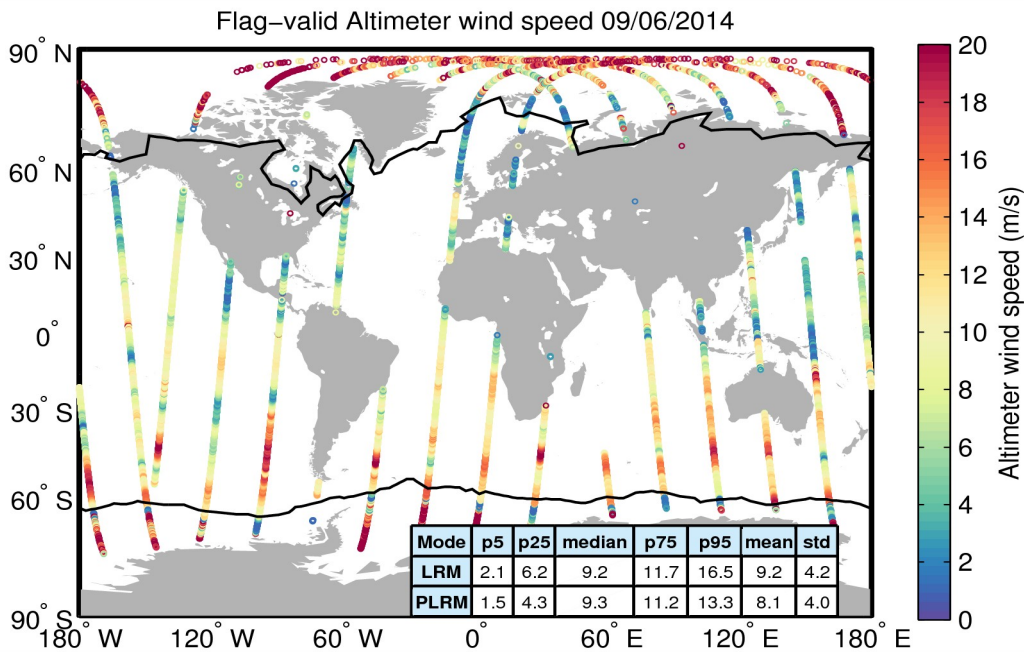 Flag−valid Altimeter wind speed 09/06/2014
90° N
60° N
30° N
0°
30° S
60° S
90° S
180° W
120° W
60° W
0°
60° E
120° E
180° E
Mode p5 p25 median p75 p95 mean std
LRM 2.1 6.2 9.2 11.7 16.5 9.2 4.2
PLRM 1.5 4.3 9.3 11.2 13.3 8.1 4.0
20
18
16
14
12
10
8
6
4
2
0
Altimeter wind speed (m/s)